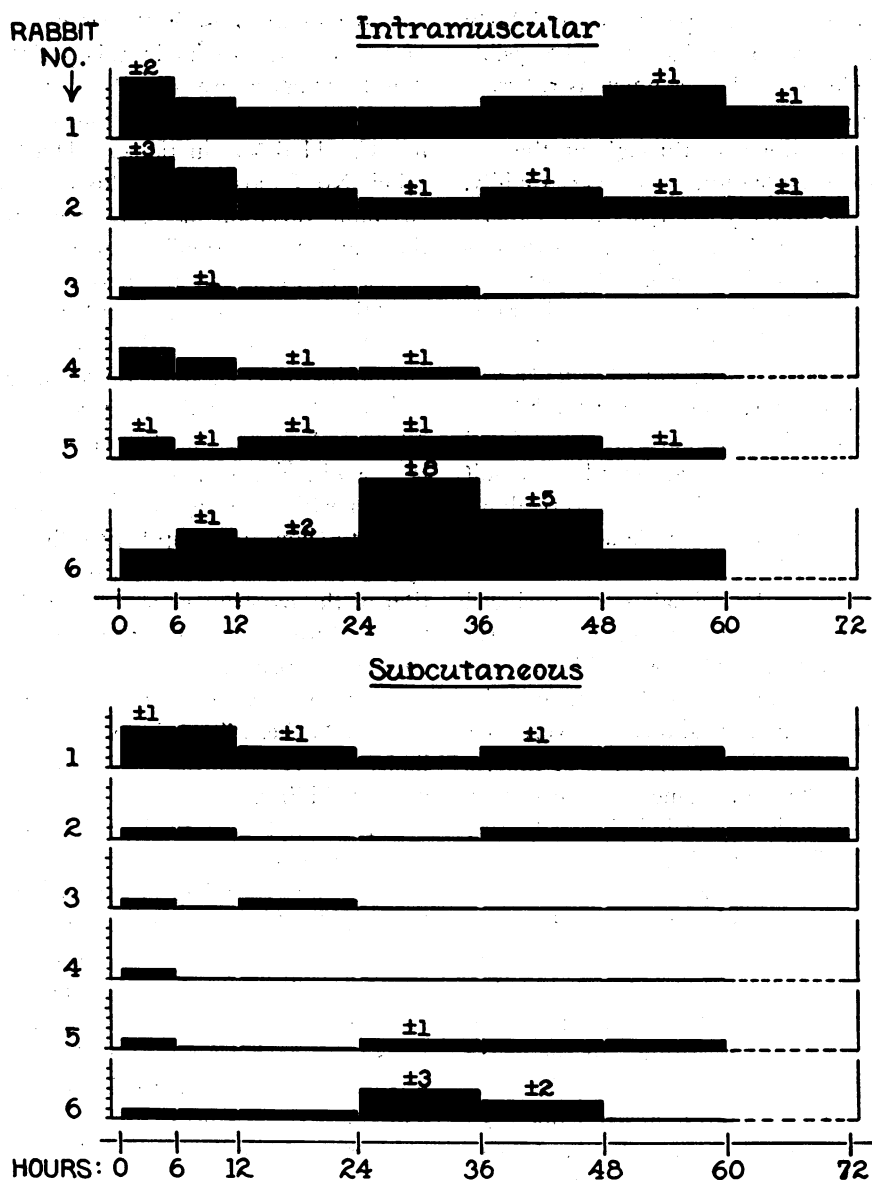 RABBIT NO.
Intramuscular
±2 ±1 ±1
1
±3 ±1 ±1 ±1 ±1
2
±1
3
±1 ±1
4
±1 ±1 ±1 ±1 ±1
5
±8
±1 ±2 ±5
6
0 6 12 24 36 48 60 72
Subcutaneous
±1 ±1 ±1
1
2
3
4
±1
5
±3 ±2
6
HOURS: 0 6 12 24 36 48 60 72